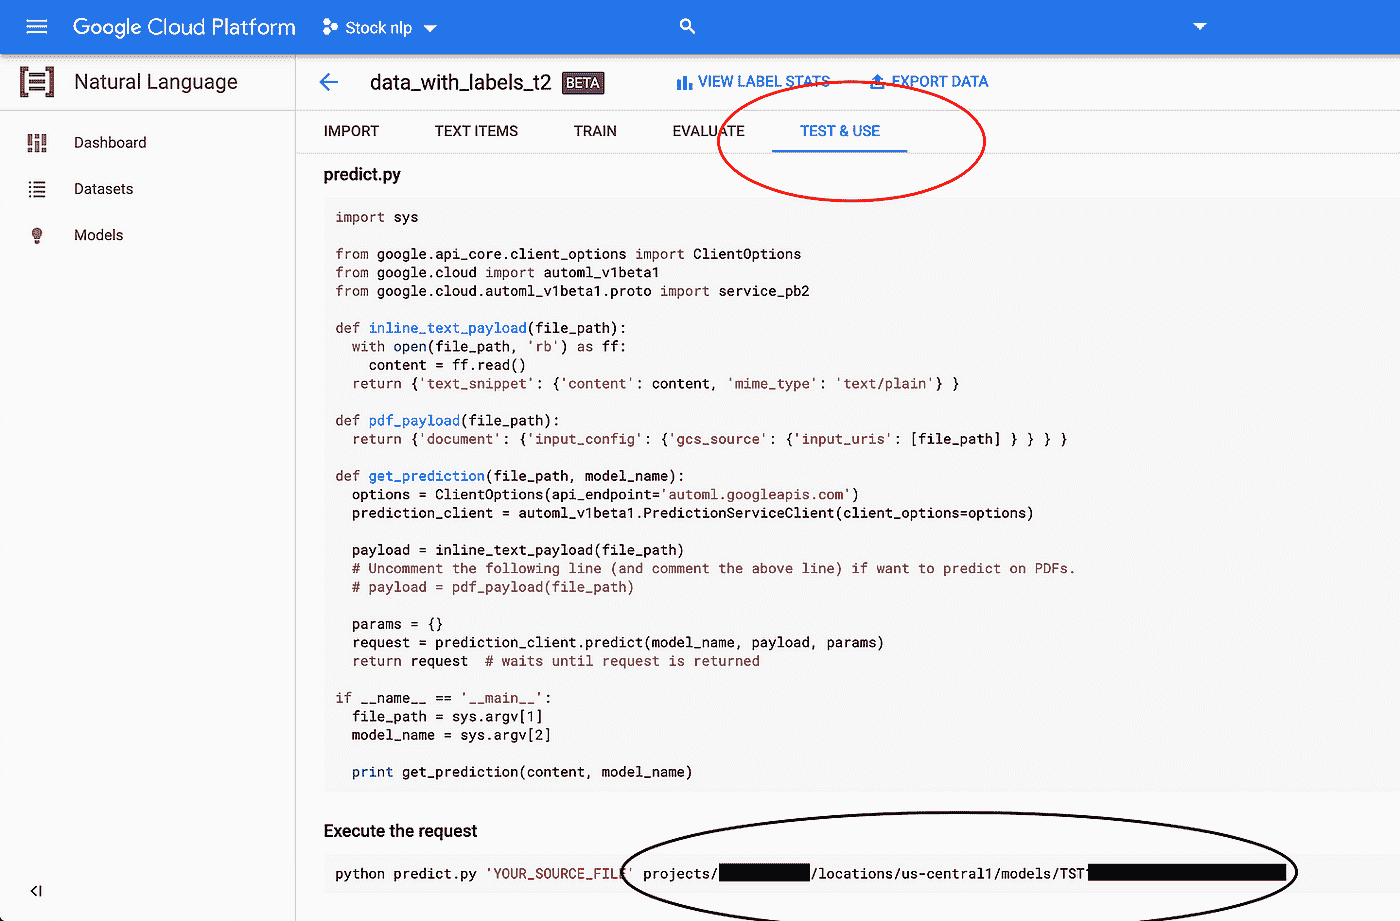 Google Cloud Platform Stock nlp
Natural Language
data_with_labels_t2 BETA VIEW LABEL STATS EXPORT DATA
Dashboard
Datasets
Models
IMPORT TEXT ITEMS TRAIN EVALUATE TEST & USE
predict.py
import sys
from google.api_core.client_options import ClientOptions
from google.cloud import automl_v1beta1
from google.cloud.automl_v1beta1.proto import service_pb2
def inline_text_payload(file_path):
with open(file_path, 'rb') as ff:
content = ff.read()
return {'text_snippet': {'content': content, 'mime_type': 'text/plain'} }
def pdf_payload(file_path):
return {'document': {'input_config': {'gcs_source': {'input_uris': [file_path] } } } }
def get_prediction(file_path, model_name):
options = ClientOptions(api_endpoint='automl.googleapis.com')
prediction_client = automl_v1beta1.PredictionServiceClient(client_options=options)
payload = inline_text_payload(file_path)
# Uncomment the following line (and comment the above line) if want to predict on PDFs.
# payload = pdf_payload(file_path)
params = {}
request = prediction_client.predict(model_name, payload, params)
return request # waits until request is returned
if __name__ == '__main__':
file_path = sys.argv[1]
model_name = sys.argv[2]
print get_prediction(content, model_name)
Execute the request
python predict.py 'YOUR_SOURCE_FILE' projects/ /locations/us-central1/models/TST